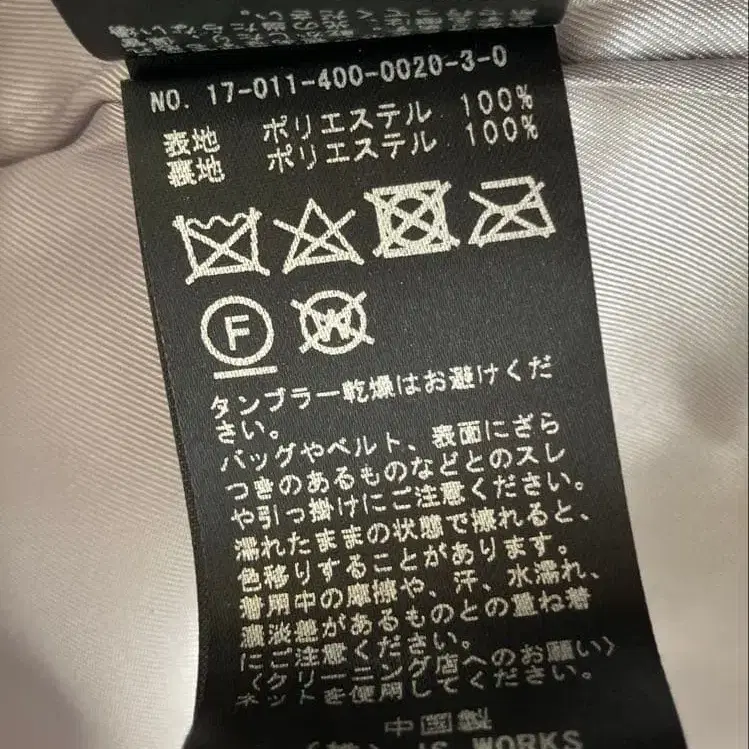 NO. 17-011-400-0020-3-0
表地 ポリエステル 100%
裏地 ポリエステル 100%
F
W
タンブラー乾燥はお避けくだ
さい。
バッグやベルト、表面にざら
つきのあるものなどとのスレ
や引っ掛けにご注意ください。
濡れたままの状態で擦れると、
色移りすることがあります。
着用中の摩擦や、汗、水濡れ、
濃淡差があるものとの重ね着
にご注意ください。
〈クリーニング店へのお願い〉
ネットを使用してください。
中国製
WORKS